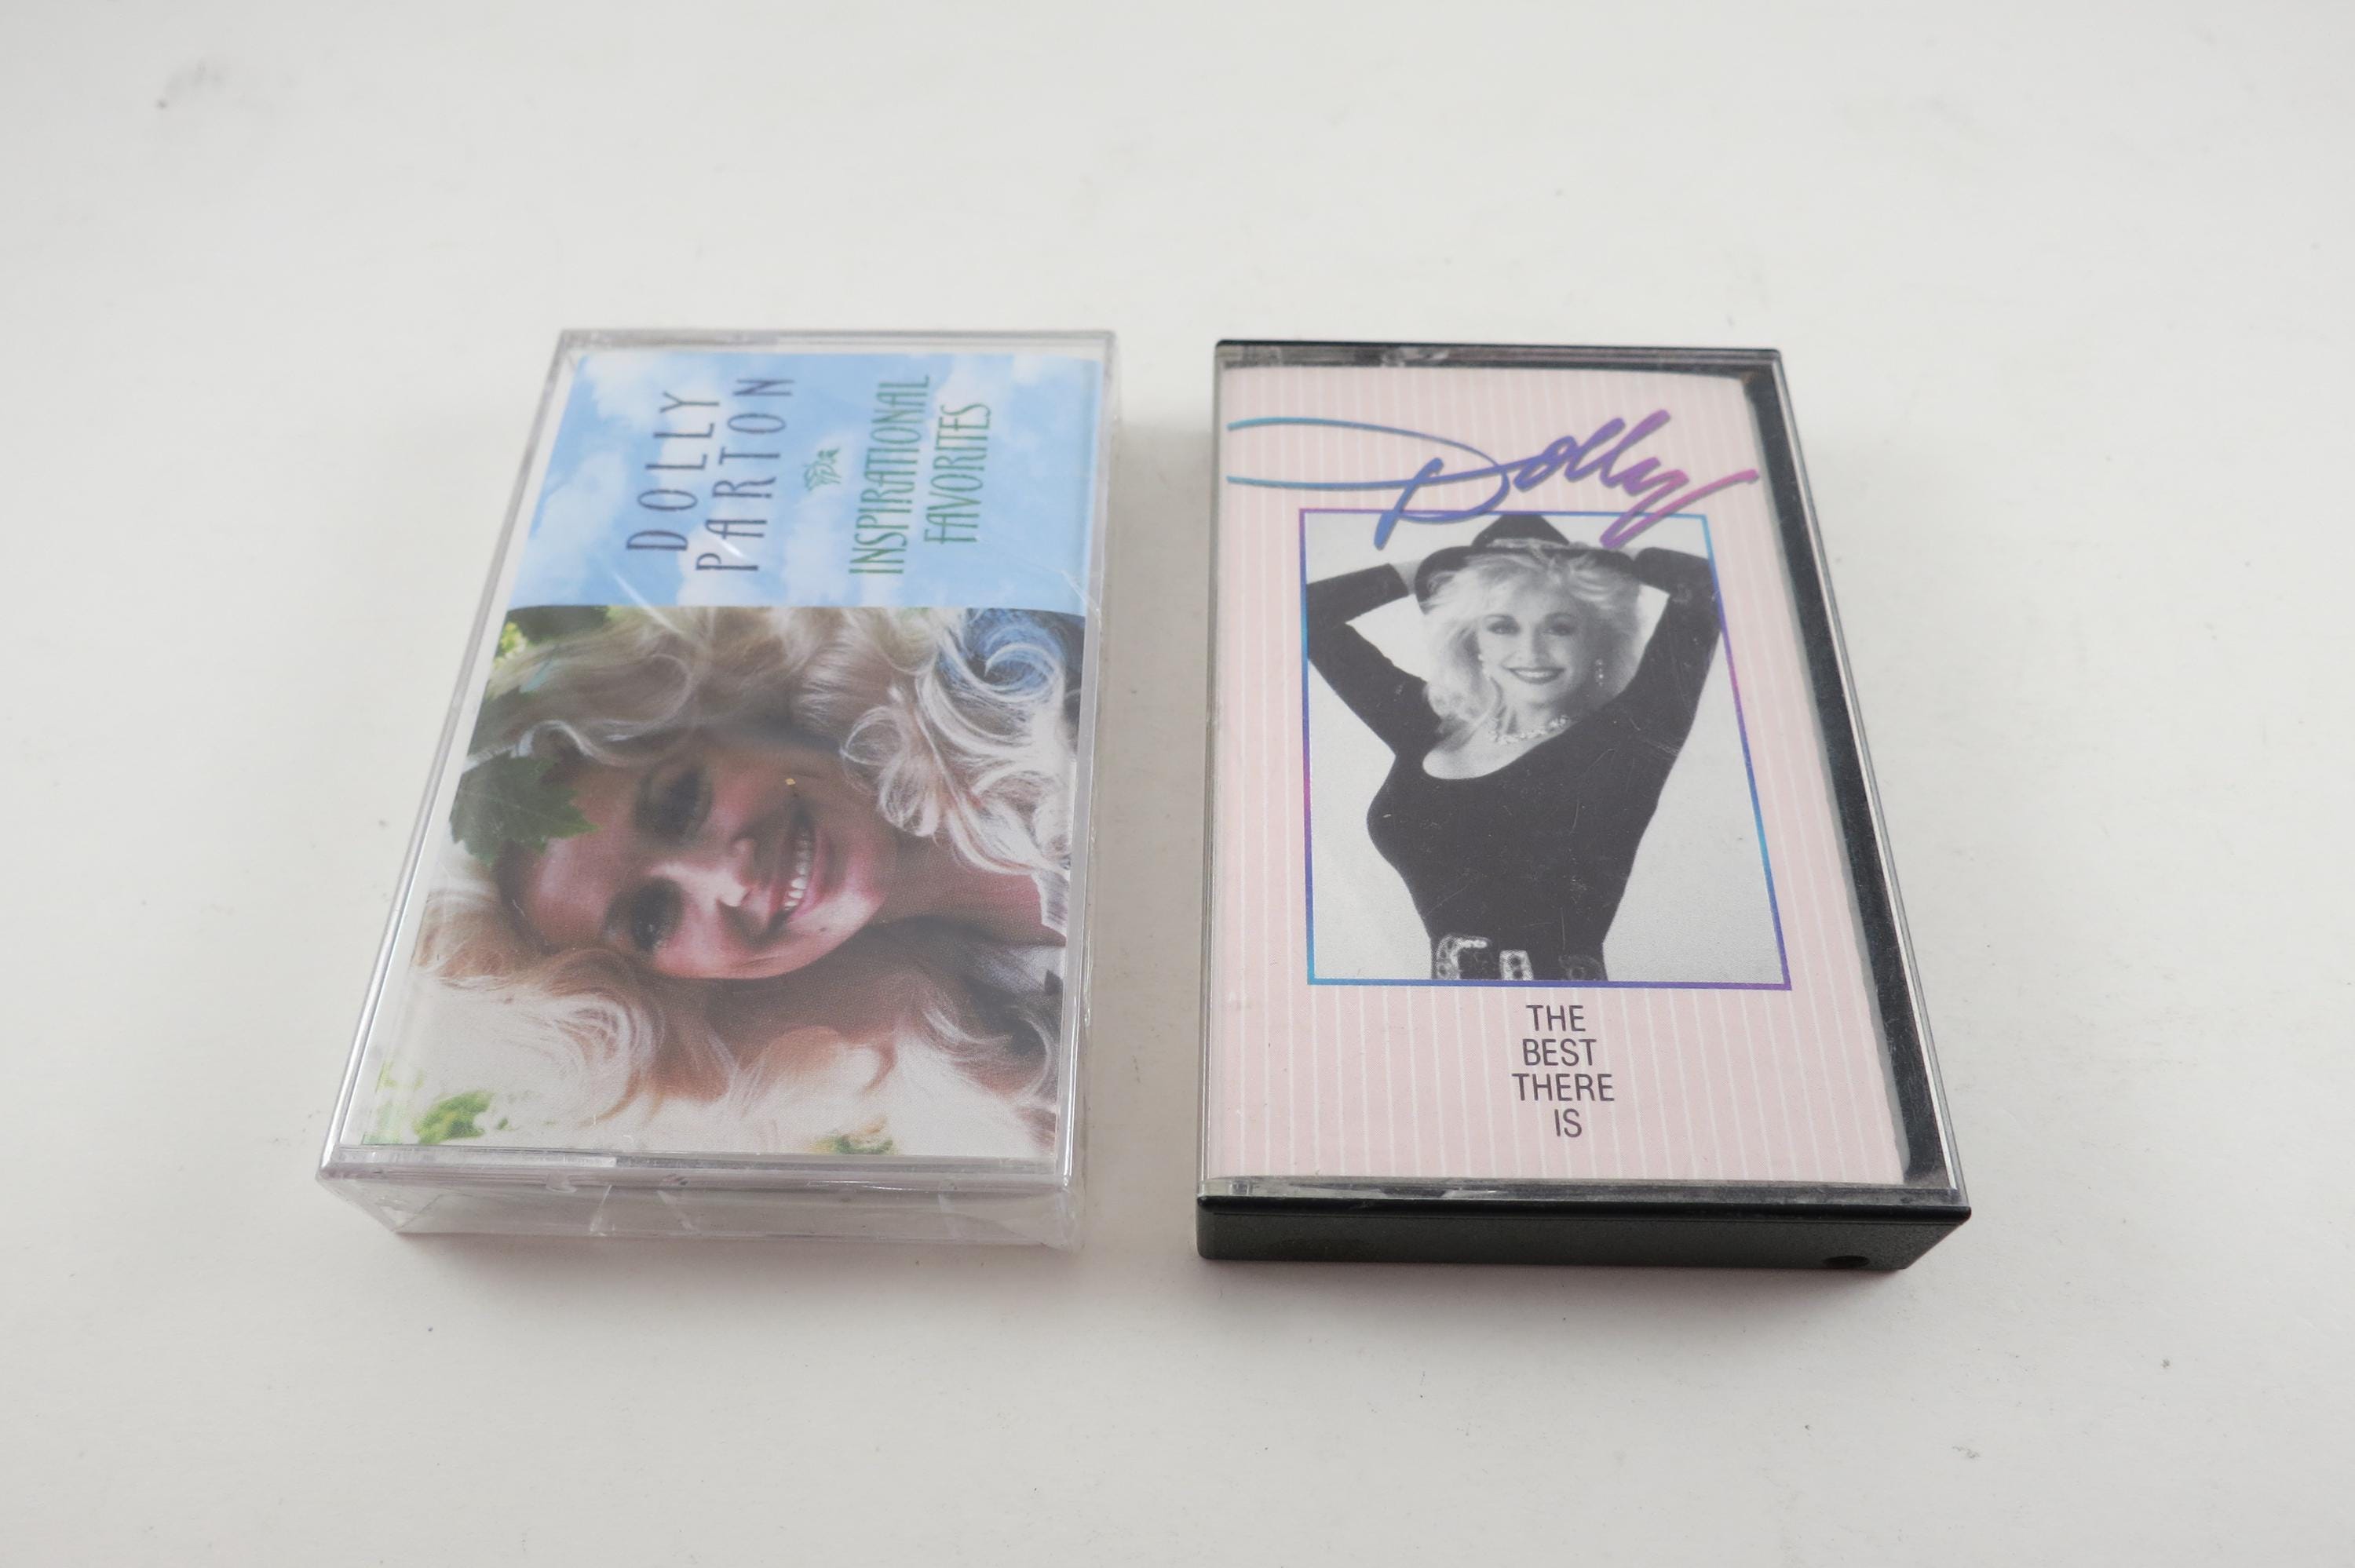 DOLLY
PARTON
INSPIRATIONAL
FAVORITES
Dolly
THE
BEST
THERE
IS